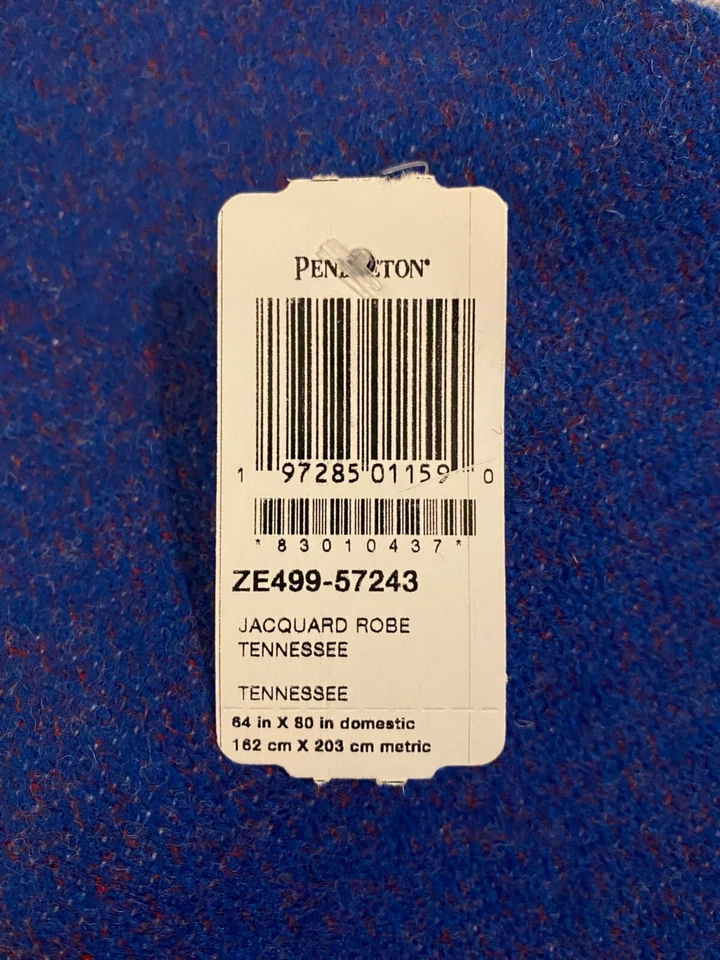 PENDLETON®
1 97285 01159 0
*83010437*
ZE499-57243
JACQUARD ROBE
TENNESSEE
TENNESSEE
64 in X 80 in domestic
162 cm X 203 cm metric